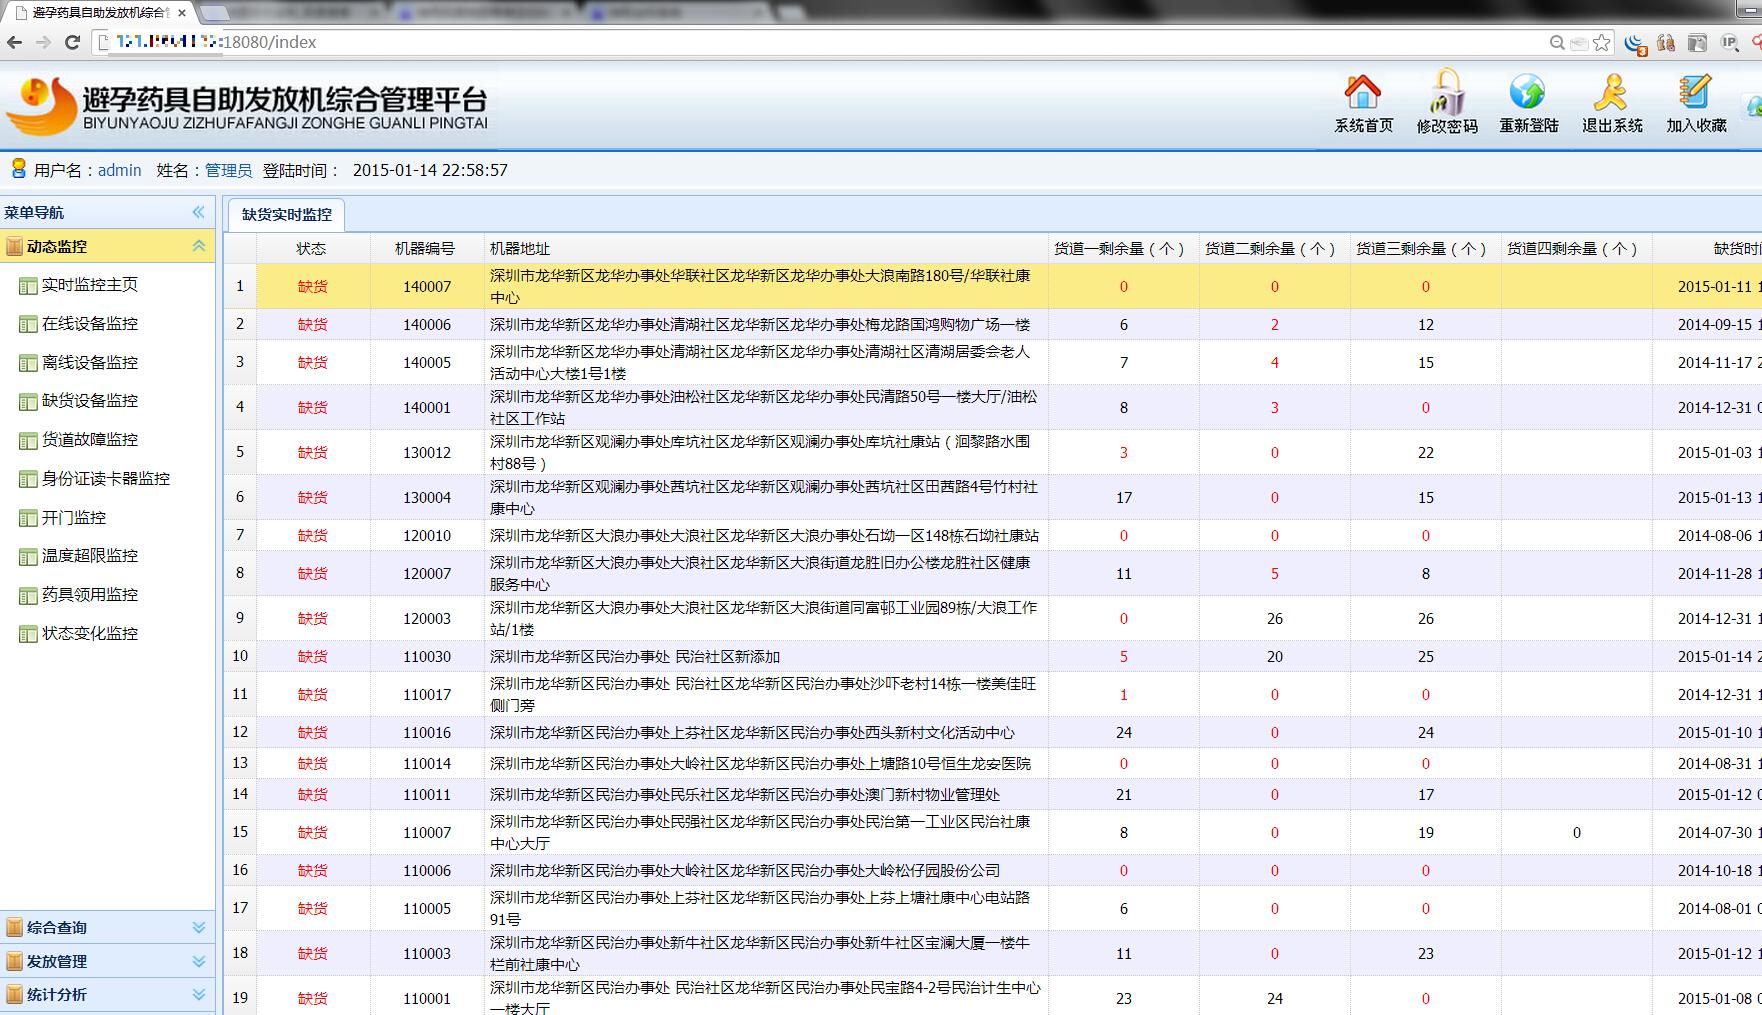 避孕药具自助发放机综合管
:18080/index
避孕药具自助发放机综合管理平台
BIYUNYAOJU ZIZHUFAFANGJI ZONGHE GUANLI PINGTAI
系统首页 修改密码 重新登陆 退出系统 加入收藏
用户名：admin 姓名：管理员 登陆时间： 2015-01-14 22:58:57
菜单导航
动态监控
实时监控主页
在线设备监控
离线设备监控
缺货设备监控
货道故障监控
身份证读卡器监控
开门监控
温度超限监控
药具领用监控
状态变化监控
综合查询
发放管理
统计分析
缺货实时监控
状态 机器编号 机器地址 货道一剩余量（个） 货道二剩余量（个） 货道三剩余量（个） 货道四剩余量（个） 缺货时
1 缺货 140007 深圳市龙华新区龙华办事处华联社区龙华新区龙华办事处大浪南路180号/华联社康 0 0 0 2015-01-11 1
中心
2 缺货 140006 深圳市龙华新区龙华办事处清湖社区龙华新区龙华办事处梅龙路国鸿购物广场一楼 6 2 12 2014-09-15 1
3 缺货 140005 深圳市龙华新区龙华办事处清湖社区龙华新区龙华办事处清湖社区清湖居委会老人 7 4 15 2014-11-17 2
活动中心大楼1号1楼
4 缺货 140001 深圳市龙华新区龙华办事处油松社区龙华新区龙华办事处民清路50号一楼大厅/油松 8 3 0 2014-12-31 0
社区工作站
5 缺货 130012 深圳市龙华新区观澜办事处库坑社区龙华新区观澜办事处库坑社康站（洄黎路水围 3 0 22 2015-01-03 1
村88号）
6 缺货 130004 深圳市龙华新区观澜办事处茜坑社区龙华新区观澜办事处茜坑社区田茜路4号竹村社 17 0 15 2015-01-13 1
康中心
7 缺货 120010 深圳市龙华新区大浪办事处大浪社区龙华新区大浪办事处石坳一区148栋石坳社康站 0 0 0 2014-08-06 1
8 缺货 120007 深圳市龙华新区大浪办事处大浪社区龙华新区大浪街道龙胜旧办公楼龙胜社区健康 11 5 8 2014-11-28 1
服务中心
9 缺货 120003 深圳市龙华新区大浪办事处大浪社区龙华新区大浪街道同富邨工业园89栋/大浪工作 0 26 26 2014-12-31 1
站/1楼
10 缺货 110030 深圳市龙华新区民治办事处 民治社区新添加 5 20 25 2015-01-14 2
11 缺货 110017 深圳市龙华新区民治办事处 民治社区龙华新区民治办事处沙吓老村14栋一楼美佳旺 1 0 0 2014-12-31 1
侧门旁
12 缺货 110016 深圳市龙华新区民治办事处上芬社区龙华新区民治办事处西头新村文化活动中心 24 0 24 2015-01-10 1
13 缺货 110014 深圳市龙华新区民治办事处大岭社区龙华新区民治办事处上塘路10号恒生龙安医院 0 0 0 2014-08-31 1
14 缺货 110011 深圳市龙华新区民治办事处民乐社区龙华新区民治办事处澳门新村物业管理处 21 0 17 2015-01-12 0
15 缺货 110007 深圳市龙华新区民治办事处民强社区龙华新区民治办事处民治第一工业区民治社康 8 0 19 0 2014-07-30 1
中心大厅
16 缺货 110006 深圳市龙华新区民治办事处大岭社区龙华新区民治办事处大岭松仔园股份公司 0 0 0 2014-10-18 1
17 缺货 110005 深圳市龙华新区民治办事处上芬社区龙华新区民治办事处上芬上塘社康中心电站路 6 0 0 2014-08-01 0
91号
18 缺货 110003 深圳市龙华新区民治办事处新牛社区龙华新区民治办事处新牛社区宝澜大厦一楼牛 11 0 23 2015-01-12 1
栏前社康中心
19 缺货 110001 深圳市龙华新区民治办事处 民治社区龙华新区民治办事处民宝路4-2号民治计生中心 23 24 0 2015-01-08 0
一楼大厅